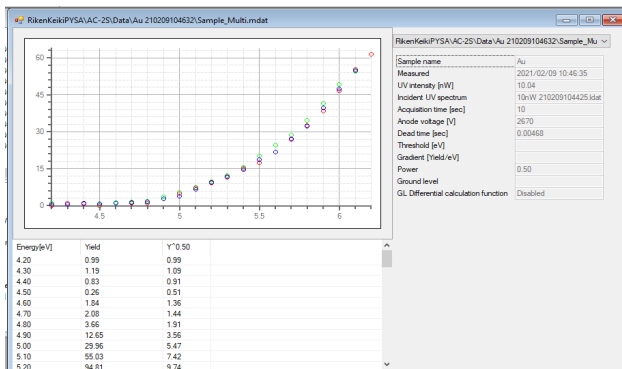 RikenKeikiPYSA\AC-2S\Data\Au 210209104632\Sample_Multi.mdat
60
45
30
15
0
4.5
5
5.5
6
RikenKeikiPYSA\AC-2S\Data\Au 210209104632\Sample_Mu
Sample name Au
Measured 2021/02/09 10:46:35
UV intensity [nW] 10.04
Incident UV spectrum 10nW 210209104425.ldat
Acquisition time [sec] 10
Anode voltage [V] 2670
Dead time [sec] 0.00468
Threshold [eV]
Gradient [Yield/eV]
Power 0.50
Ground level
GL Differential calculation function Disabled
Energy[eV] Yield Y^0.50
4.20 0.99 0.99
4.30 1.19 1.09
4.40 0.83 0.91
4.50 0.26 0.51
4.60 1.84 1.36
4.70 2.08 1.44
4.80 3.66 1.91
4.90 12.65 3.56
5.00 29.96 5.47
5.10 55.03 7.42
5.20 94.81 9.74